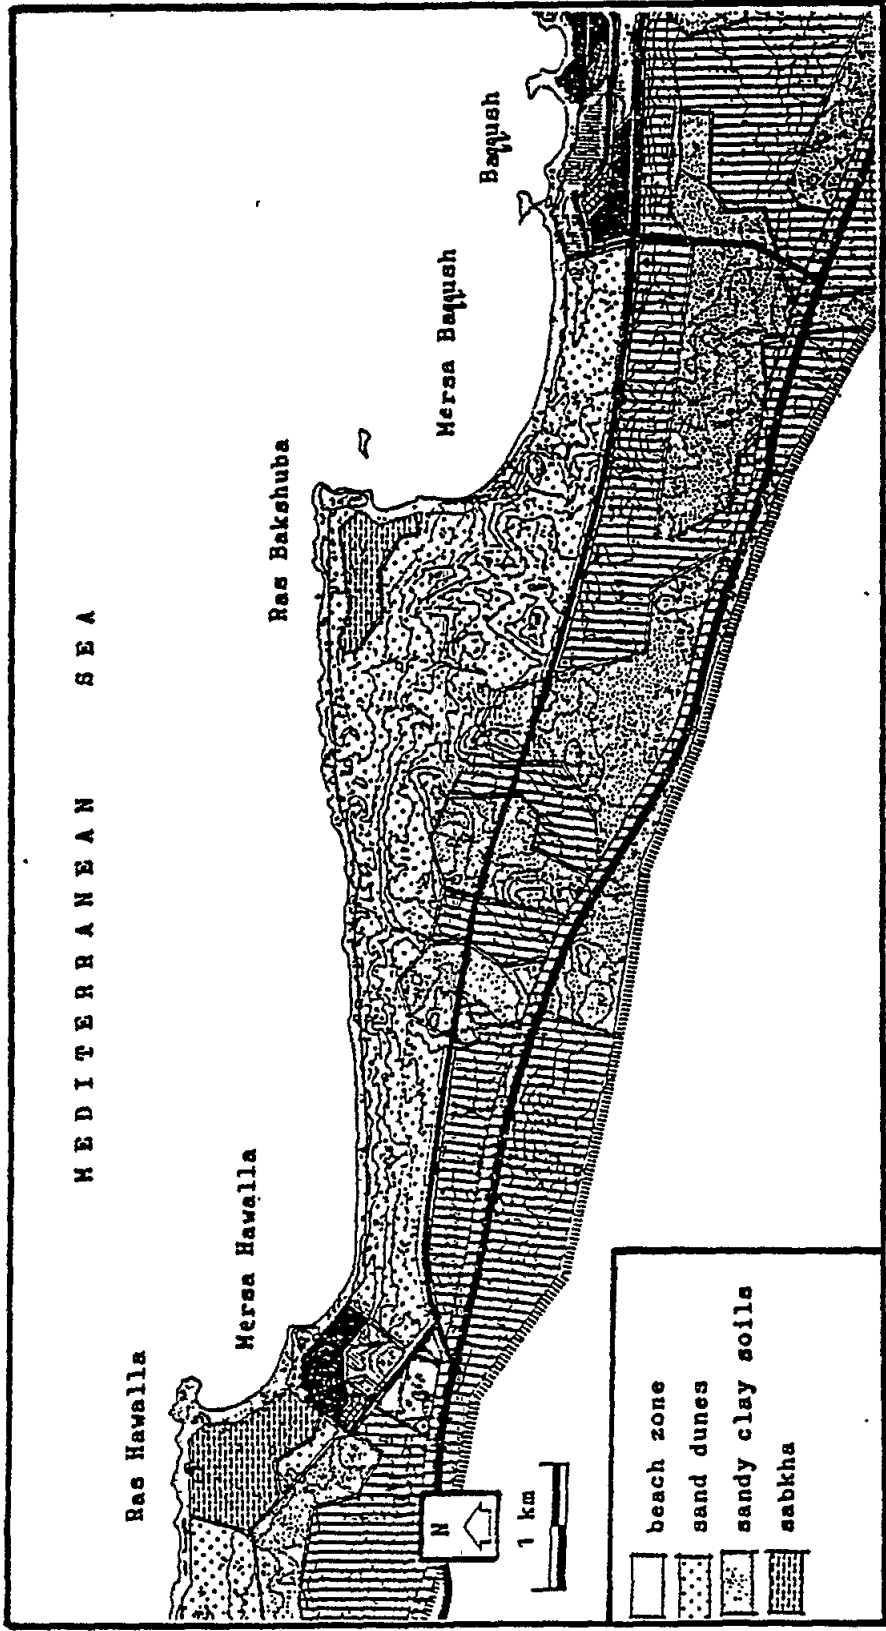 MEDITERRANEAN SEA
Ras Hawalla
Mersa Hawalla
Ras Bakshuba
Mersa Baqqush
Baqqush
N
1 km
beach zone
sand dunes
sandy clay soils
sabkha